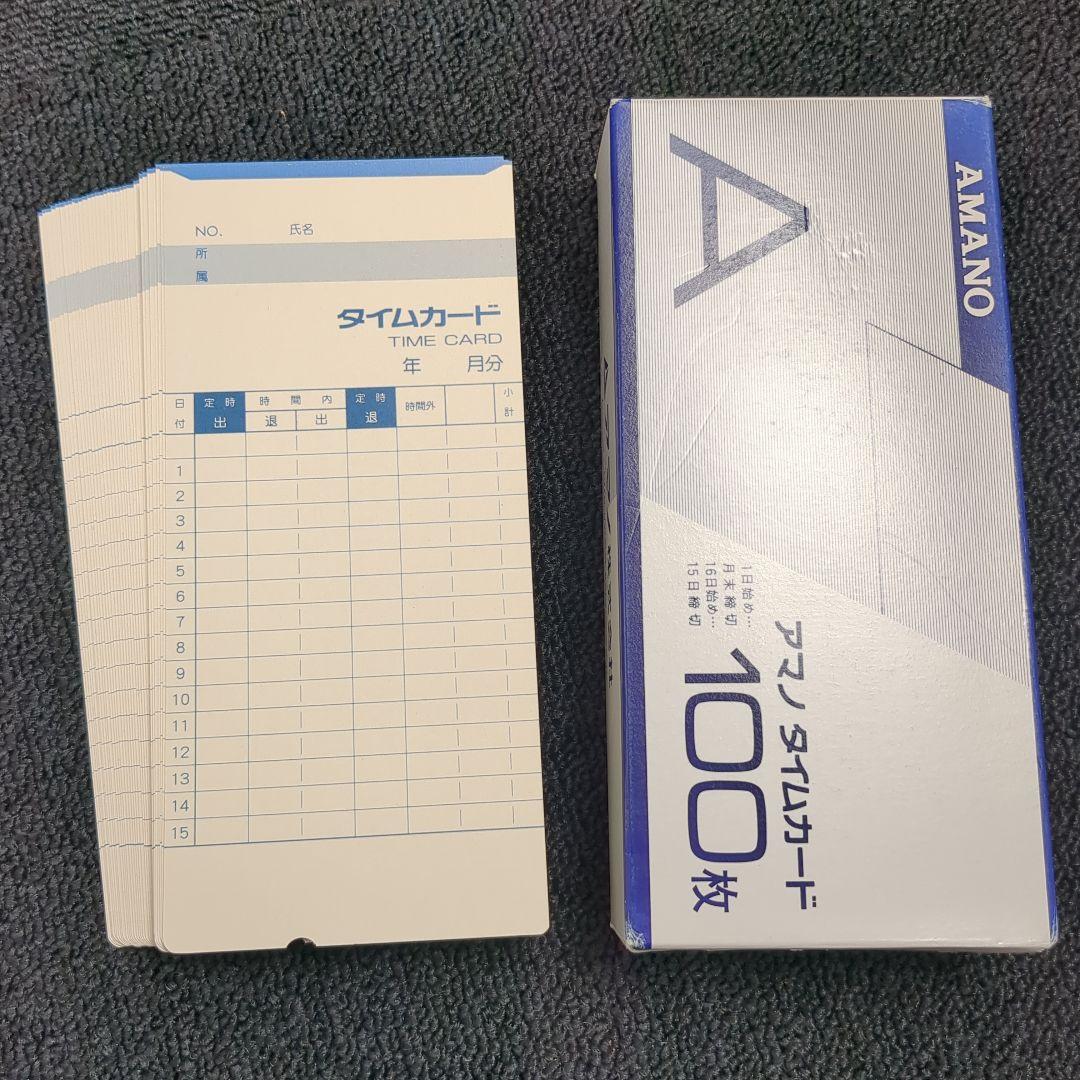 NO. 氏名
所
属
タイムカード
TIME CARD
年 月分
日付 定時出 時間内 退 出 定時退 時間外 小計
1
2
3
4
5
6
7
8
9
10
11
12
13
14
15
A
AMANO
1日始め…
月末締切
16日始め…
15日締切
アマノ タイムカード
100枚